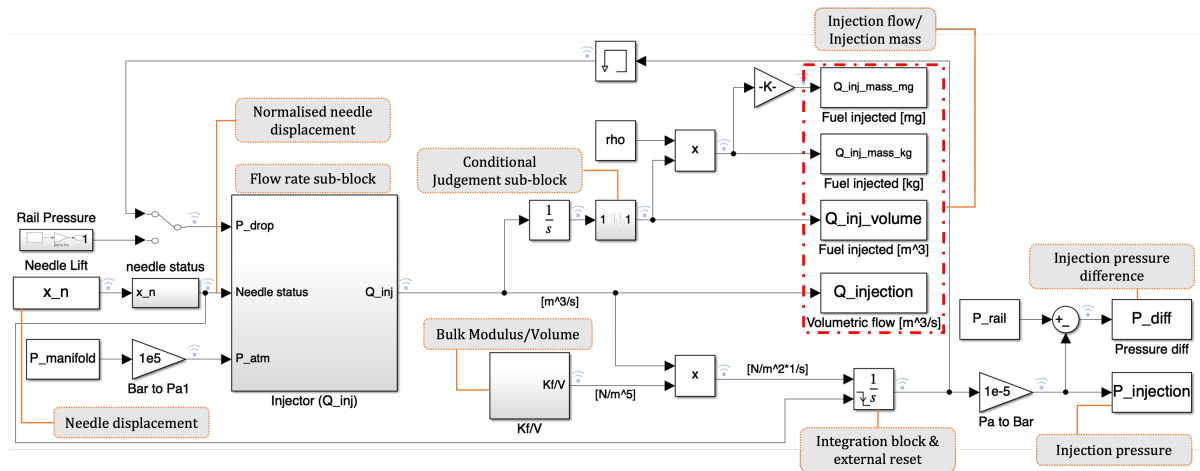 Injection flow/
Injection mass
Normalised needle
displacement
-K-
Q_inj_mass_mg
Fuel injected [mg]
rho
x
Q_inj_mass_kg
Fuel injected [kg]
Conditional
Judgement sub-block
Flow rate sub-block
1
s
1
1
Q_inj_volume
Fuel injected [m^3]
Rail Pressure
1
P_drop
Needle Lift
x_n
needle status
x_n
Needle status
Q_inj
[m^3/s]
Q_injection
Volumetric flow [m^3/s]
Injection pressure
difference
P_rail
+
-
P_diff
Pressure diff
P_manifold
1e5
Bar to Pa1
P_atm
Injector (Q_inj)
Bulk Modulus/Volume
Kf/V
Kf/V
[N/m^5]
x
[N/m^2*1/s]
1
s
1e-5
Pa to Bar
P_injection
Needle displacement
Integration block &
external reset
Injection pressure